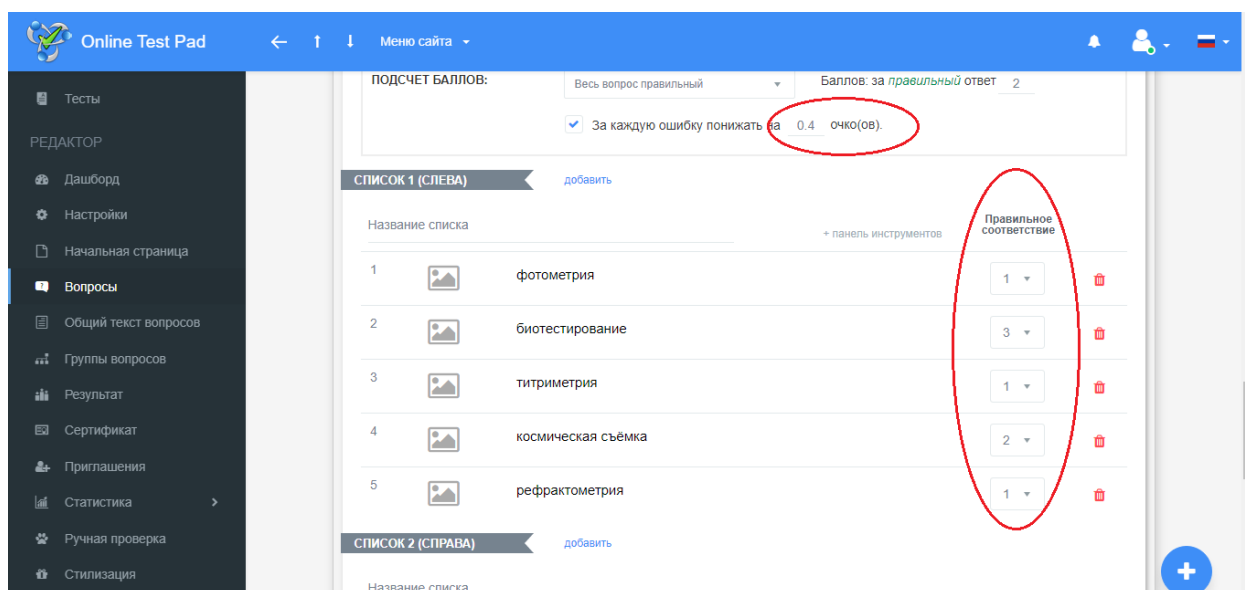 Online Test Pad
Меню сайта
Тесты
РЕДАКТОР
Дашборд
Настройки
Начальная страница
Вопросы
Общий текст вопросов
Группы вопросов
Результат
Сертификат
Приглашения
Статистика
Ручная проверка
Стилизация
ПОДСЧЕТ БАЛЛОВ:
Весь вопрос правильный
Баллов: за правильный ответ 2
За каждую ошибку понижать на 0.4 очко(ов).
СПИСОК 1 (СЛЕВА) добавить
Название списка
+ панель инструментов
Правильное
соответствие
1 фотометрия 1
2 биотестирование 3
3 титриметрия 1
4 космическая съёмка 2
5 рефрактометрия 1
СПИСОК 2 (СПРАВА) добавить
Название списка